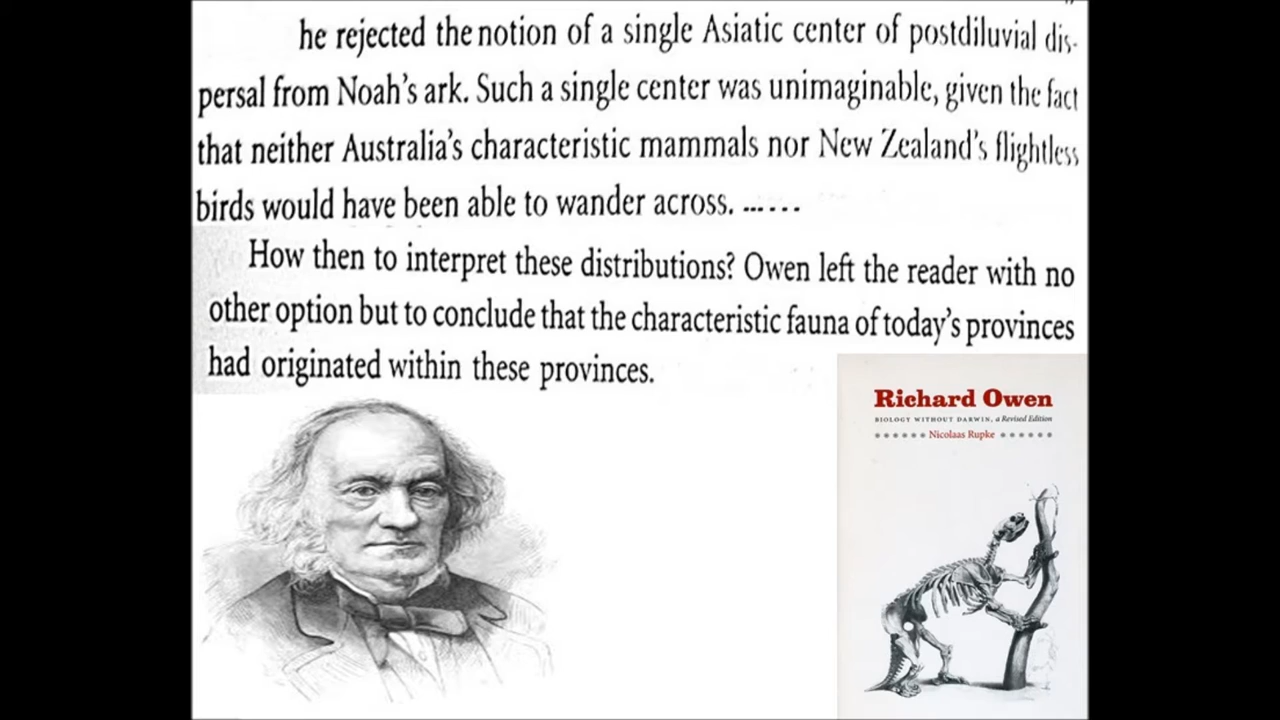 he rejected the notion of a single Asiatic center of postdiluvial dis-
persal from Noah's ark. Such a single center was unimaginable, given the fact
that neither Australia's characteristic mammals nor New Zealand's flightless
birds would have been able to wander across. ......
How then to interpret these distributions? Owen left the reader with no
other option but to conclude that the characteristic fauna of today's provinces
had originated within these provinces.
Richard Owen
BIOLOGY WITHOUT DARWIN, a Revised Edition
Nicolaas Rupke